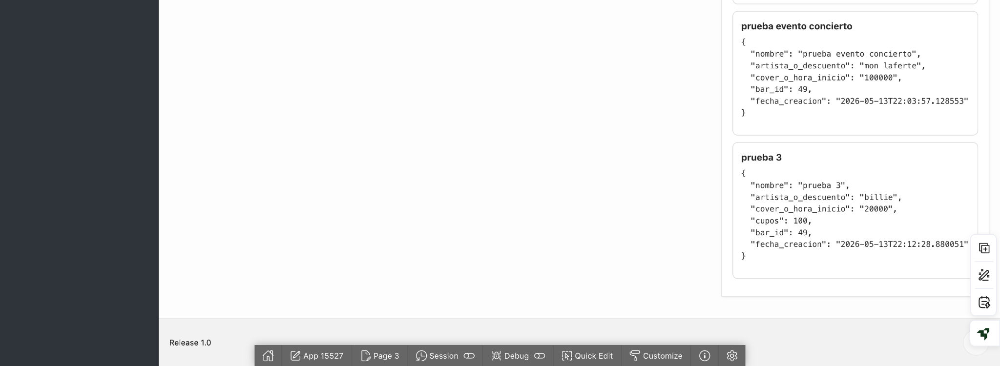 prueba evento concierto
{
  "nombre": "prueba evento concierto",
  "artista_o_descuento": "mon laferte",
  "cover_o_hora_inicio": "100000",
  "bar_id": 49,
  "fecha_creacion": "2026-05-13T22:03:57.128553"
}
prueba 3
{
  "nombre": "prueba 3",
  "artista_o_descuento": "billie",
  "cover_o_hora_inicio": "20000",
  "cupos": 100,
  "bar_id": 49,
  "fecha_creacion": "2026-05-13T22:12:28.880051"
}
Release 1.0
App 15527 Page 3 Session Debug Quick Edit Customize